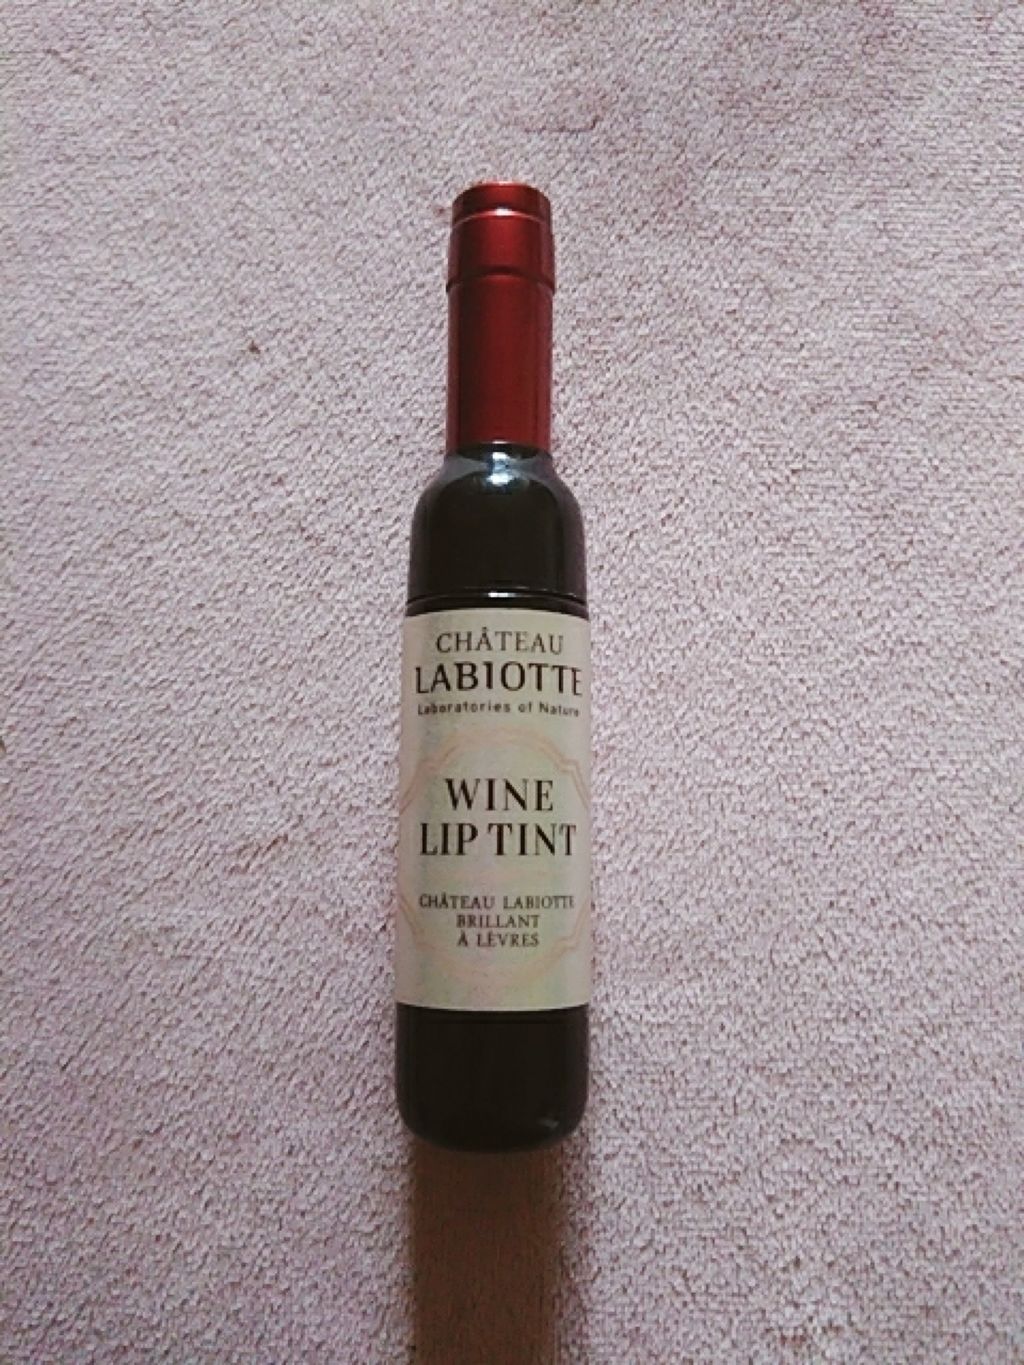 CHÂTEAU
LABIOTTE
Laboratories of Nature
WINE
LIP TINT
CHÂTEAU LABIOTTE
BRILLANT
À LÈVRES